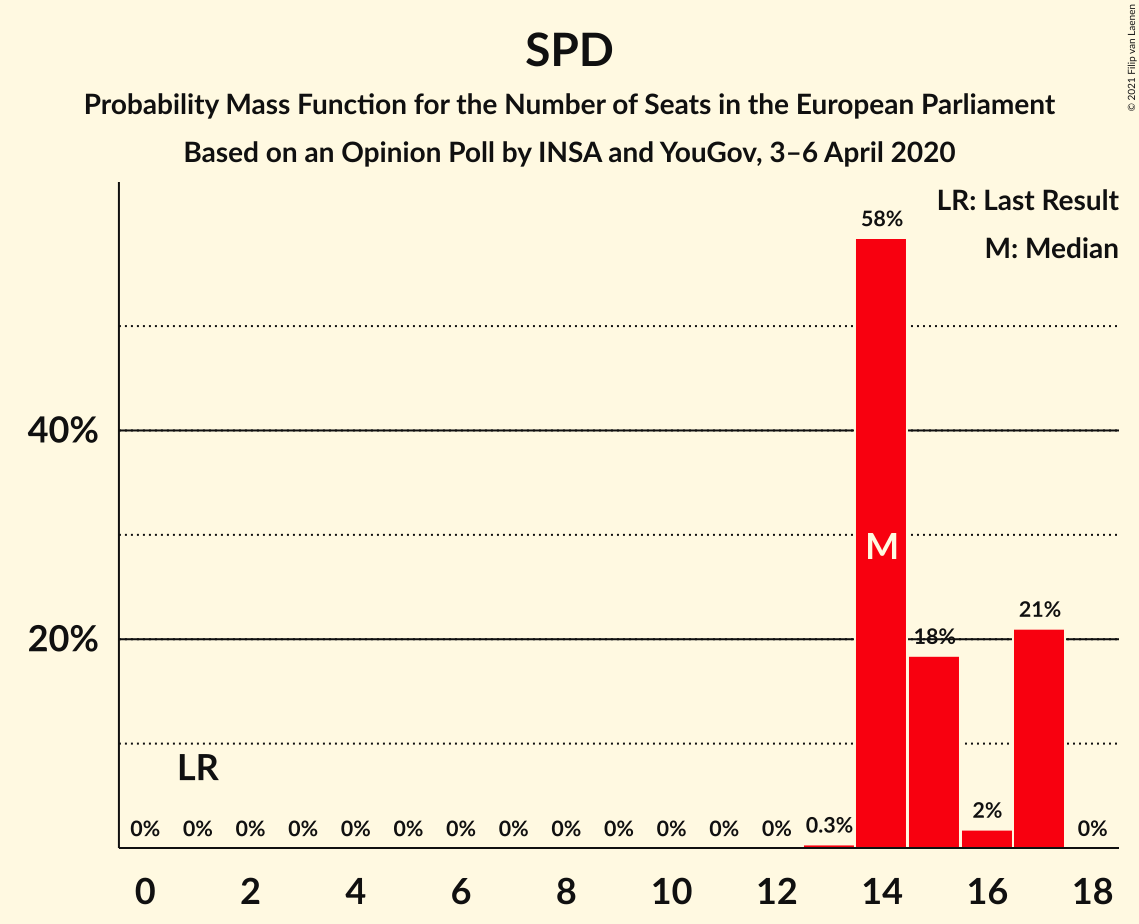 SPD
Probability Mass Function for the Number of Seats in the European Parliament
Based on an Opinion Poll by INSA and YouGov, 3–6 April 2020
© 2021 Filip van Laenen
LR: Last Result
M: Median
58%
40%
M
21%
20%
18%
LR
0% 0% 0% 0% 0% 0% 0% 0% 0% 0% 0% 0% 0% 0.3% 2% 0%
0 2 4 6 8 10 12 14 16 18